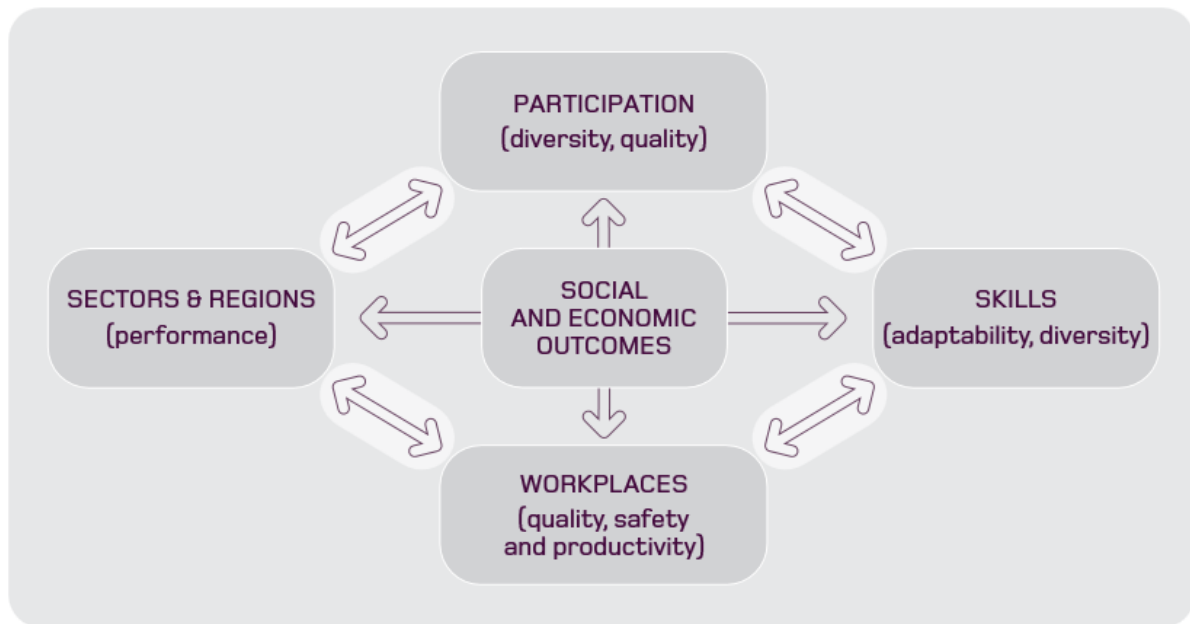 PARTICIPATION
(diversity, quality)
SECTORS & REGIONS
(performance)
SOCIAL
AND ECONOMIC
OUTCOMES
SKILLS
(adaptability, diversity)
WORKPLACES
(quality, safety
and productivity)